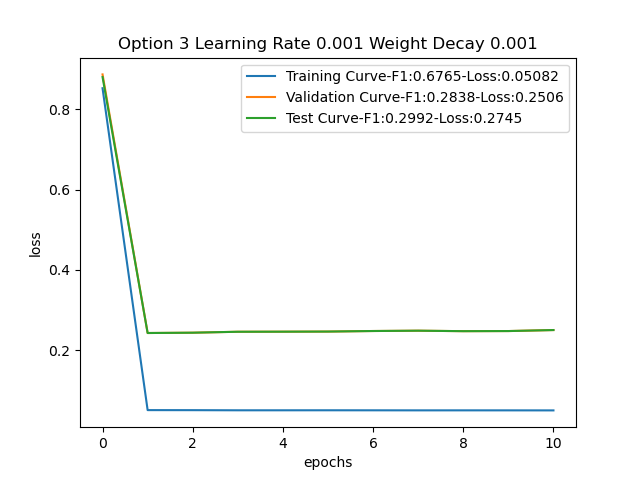 Option 3 Learning Rate 0.001 Weight Decay 0.001
Training Curve-F1:0.6765-Loss:0.05082
Validation Curve-F1:0.2838-Loss:0.2506
Test Curve-F1:0.2992-Loss:0.2745
0.8
0.6
0.4
0.2
loss
0 2 4 6 8 10
epochs